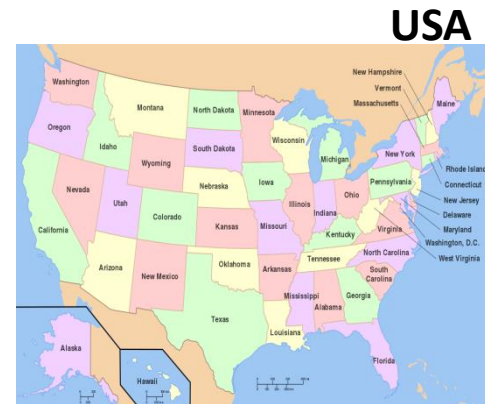 USA
Washington
Oregon
California
Nevada
Idaho
Montana
Wyoming
Utah
Arizona
Colorado
New Mexico
North Dakota
South Dakota
Nebraska
Kansas
Oklahoma
Texas
Minnesota
Iowa
Missouri
Arkansas
Louisiana
Wisconsin
Illinois
Michigan
Indiana
Ohio
Kentucky
Tennessee
Mississippi
Alabama
Georgia
Florida
South
Carolina
North Carolina
Virginia
Pennsylvania
New York
Maine
New Hampshire
Vermont
Massachusetts
Rhode Island
Connecticut
New Jersey
Delaware
Maryland
Washington, D.C.
West Virginia
Alaska
Hawaii